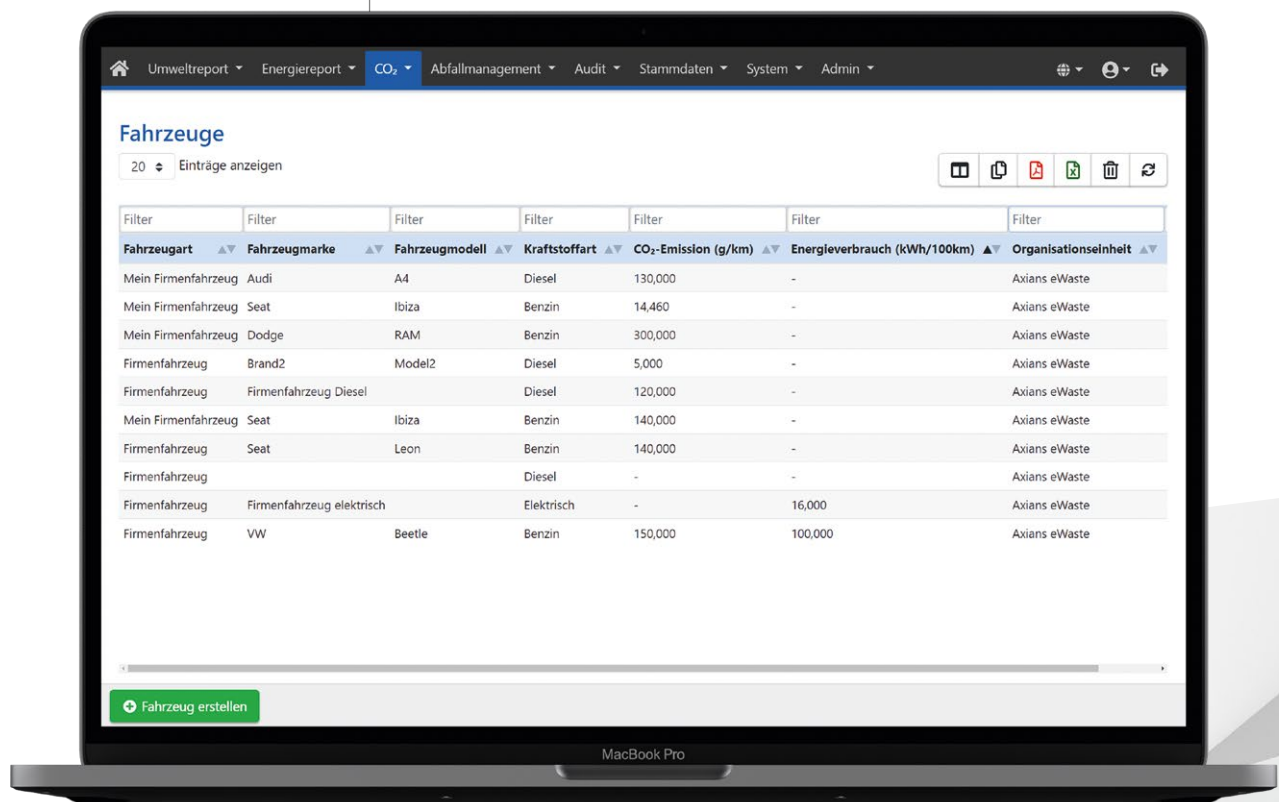 Umweltreport Energiereport CO₂ Abfallmanagement Audit Stammdaten System Admin
Fahrzeuge
20 Einträge anzeigen
Filter Filter Filter Filter Filter Filter Filter
Fahrzeugart Fahrzeugmarke Fahrzeugmodell Kraftstoffart CO₂-Emission (g/km) Energieverbrauch (kWh/100km) Organisationseinheit
Mein Firmenfahrzeug Audi A4 Diesel 130,000 - Axians eWaste
Mein Firmenfahrzeug Seat Ibiza Benzin 14,460 - Axians eWaste
Mein Firmenfahrzeug Dodge RAM Benzin 300,000 - Axians eWaste
Firmenfahrzeug Brand2 Model2 Diesel 5,000 - Axians eWaste
Firmenfahrzeug Firmenfahrzeug Diesel Diesel 120,000 - Axians eWaste
Mein Firmenfahrzeug Seat Ibiza Benzin 140,000 - Axians eWaste
Firmenfahrzeug Seat Leon Benzin 140,000 - Axians eWaste
Firmenfahrzeug Diesel - - Axians eWaste
Firmenfahrzeug Firmenfahrzeug elektrisch Elektrisch - 16,000 Axians eWaste
Firmenfahrzeug VW Beetle Benzin 150,000 100,000 Axians eWaste
Fahrzeug erstellen
MacBook Pro